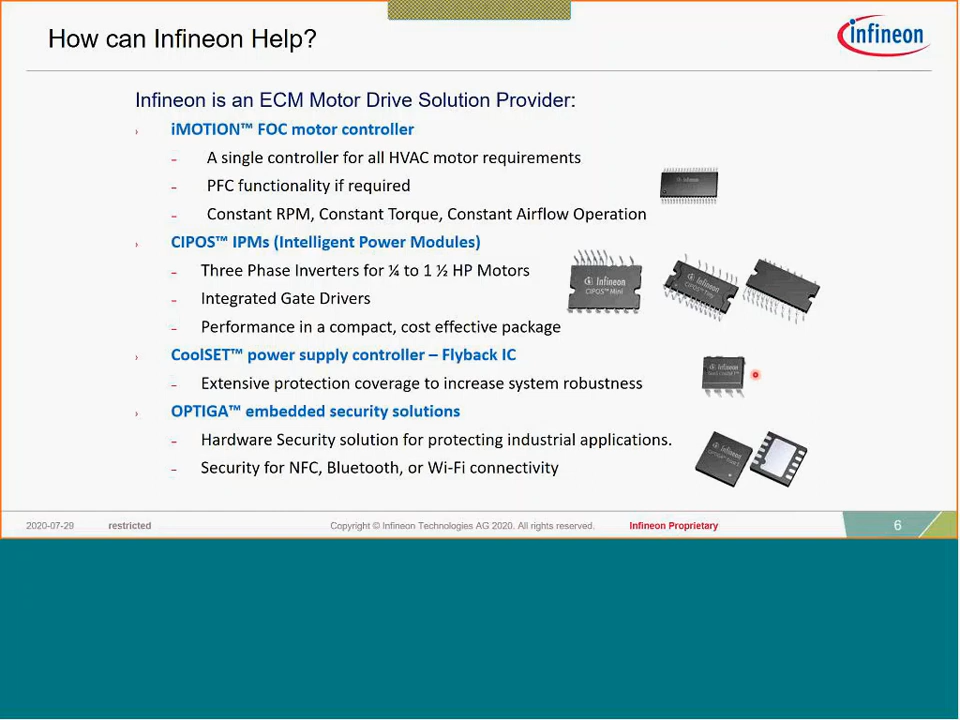 How can Infineon Help?
infineon
Infineon is an ECM Motor Drive Solution Provider:
› iMOTION™ FOC motor controller
– A single controller for all HVAC motor requirements
– PFC functionality if required
– Constant RPM, Constant Torque, Constant Airflow Operation
› CIPOS™ IPMs (Intelligent Power Modules)
– Three Phase Inverters for ¼ to 1 ½ HP Motors
– Integrated Gate Drivers
– Performance in a compact, cost effective package
Infineon
CIPOS™ Mini
› CoolSET™ power supply controller – Flyback IC
– Extensive protection coverage to increase system robustness
› OPTIGA™ embedded security solutions
– Hardware Security solution for protecting industrial applications.
– Security for NFC, Bluetooth, or Wi-Fi connectivity
2020-07-29 restricted Copyright © Infineon Technologies AG 2020. All rights reserved. Infineon Proprietary 6